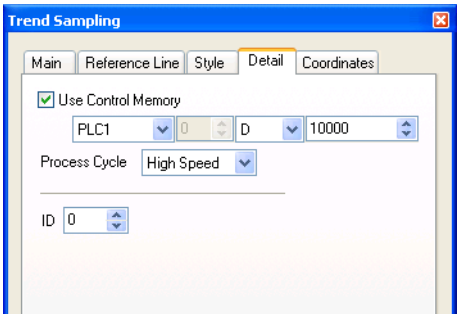 Trend Sampling
Main Reference Line Style Detail Coordinates
Use Control Memory
PLC1 0 D 10000
Process Cycle High Speed
ID 0